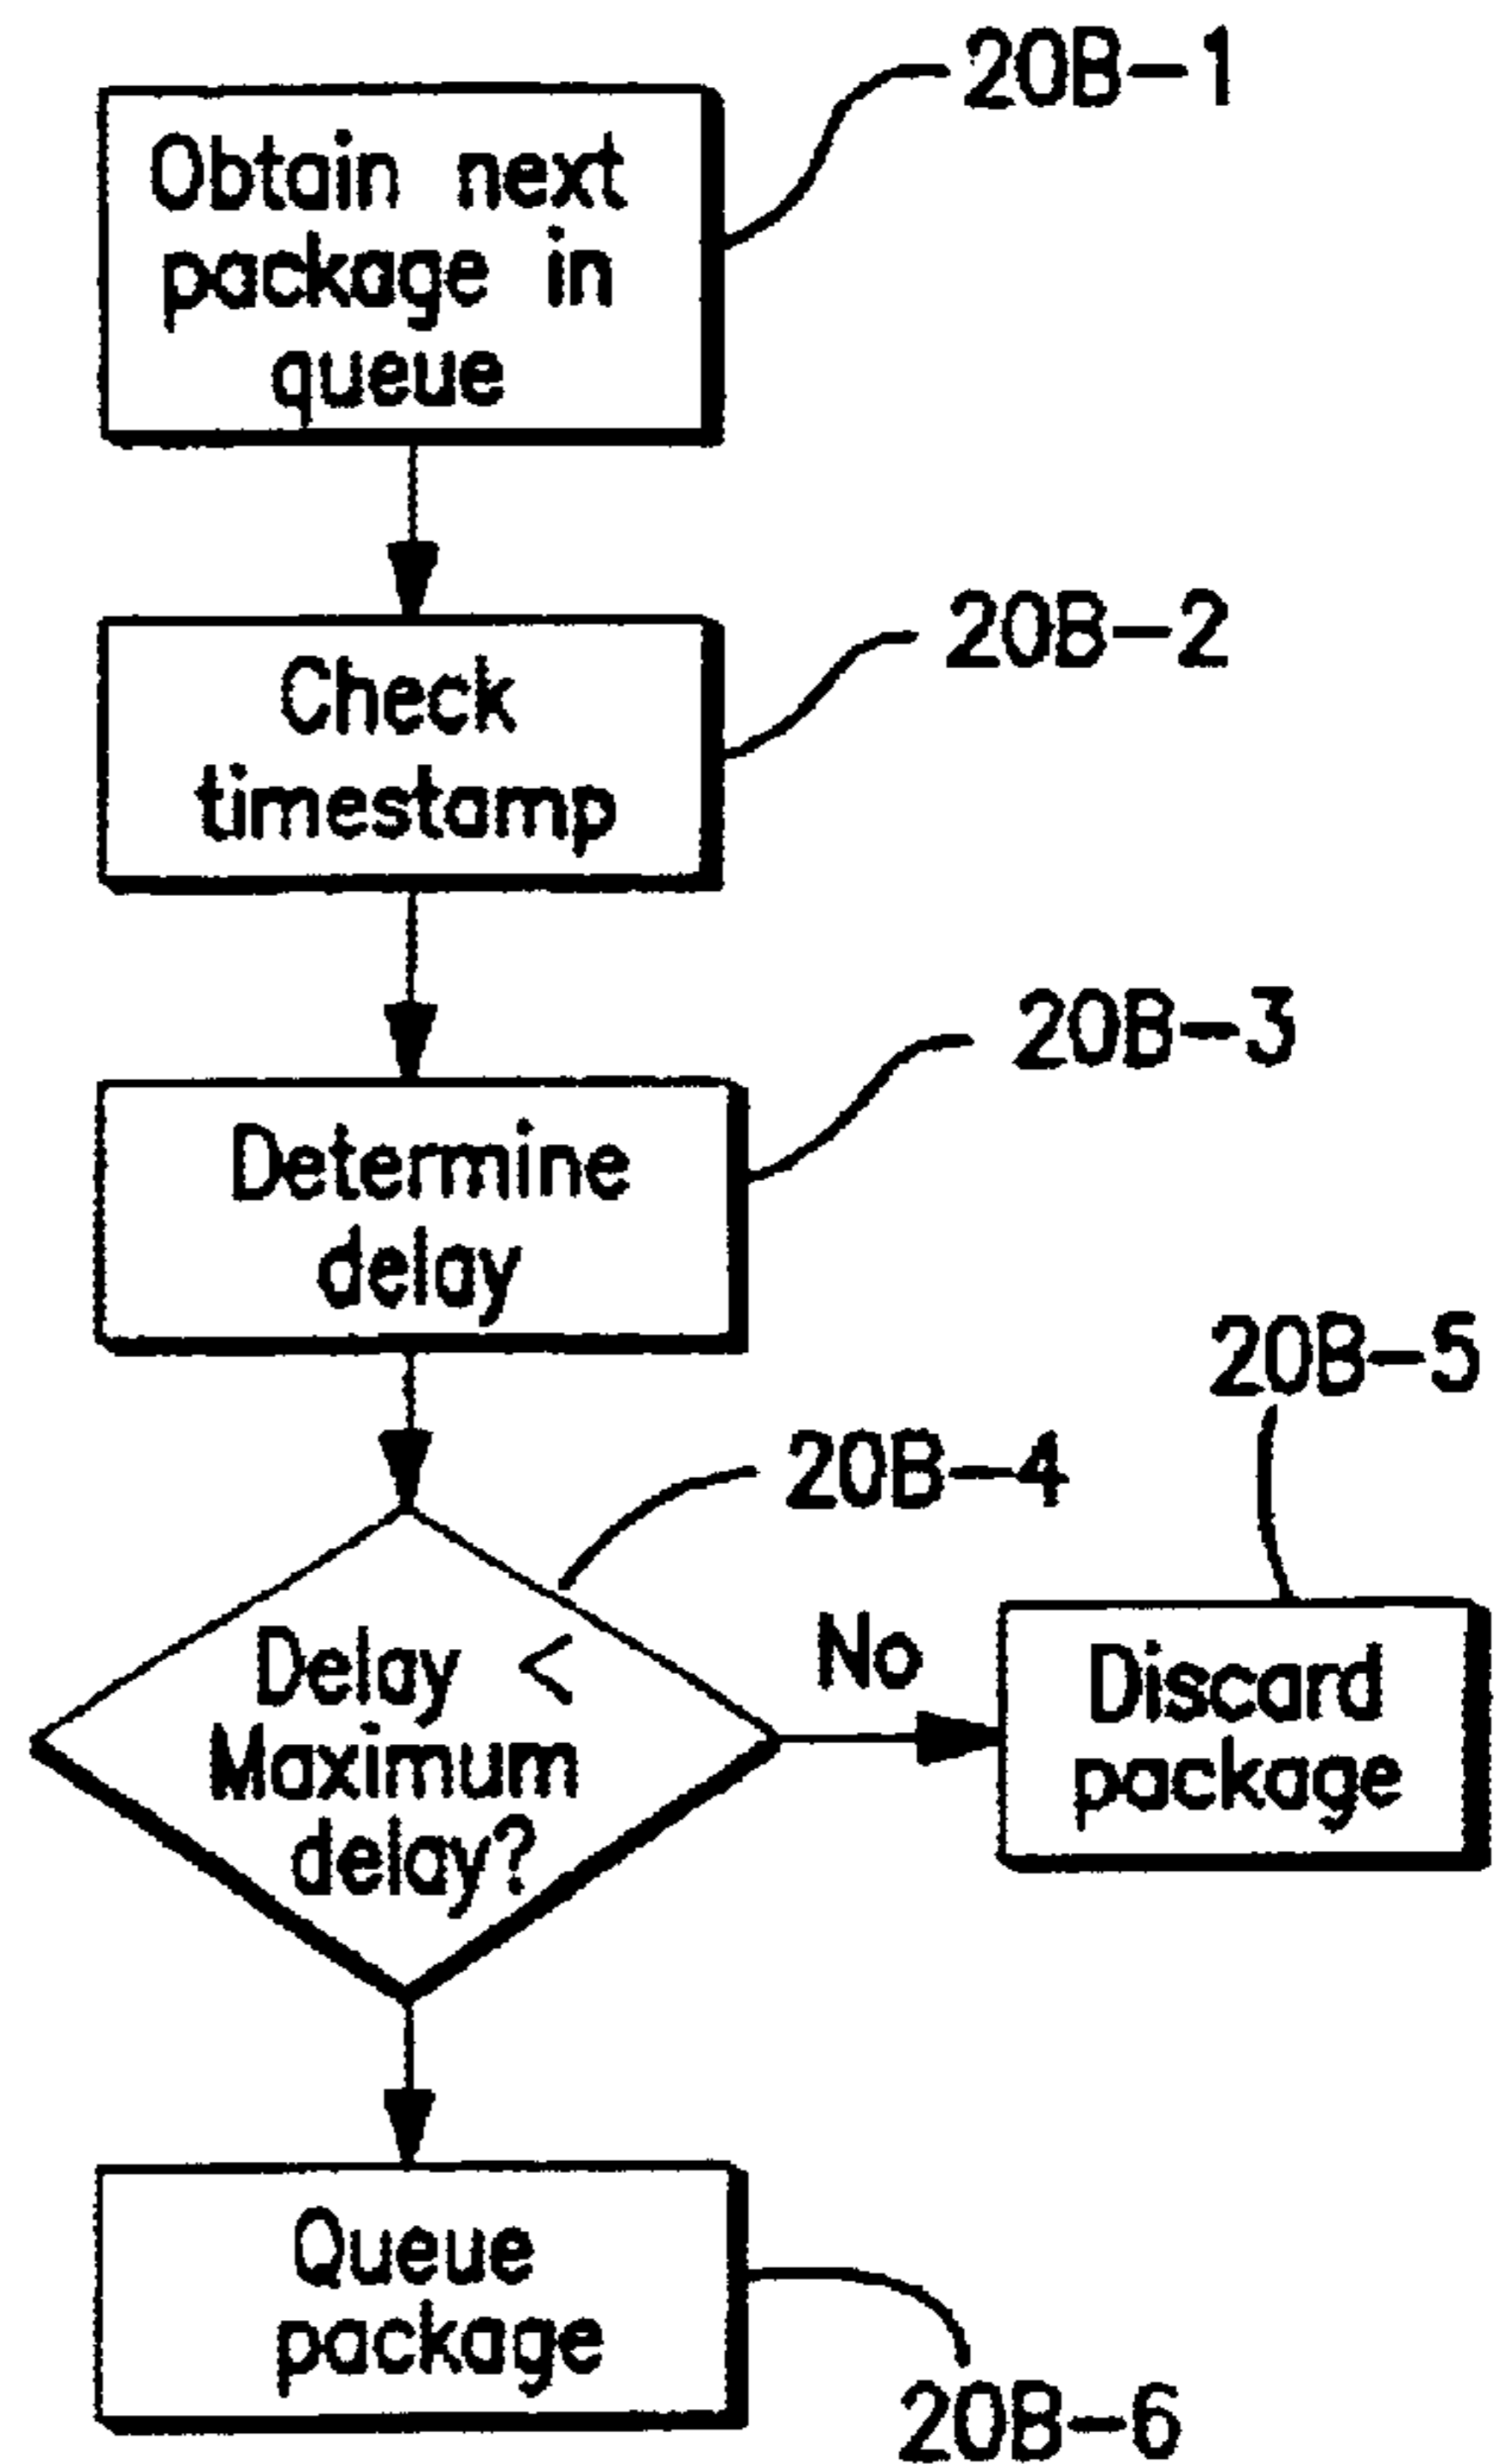 20B-1
Obtain next
package in
queue
20B-2
Check
timestamp
20B-3
Determine
delay
20B-5
20B-4
Delay <
Maximum
delay?
No
Discard
package
Queue
package
20B-6